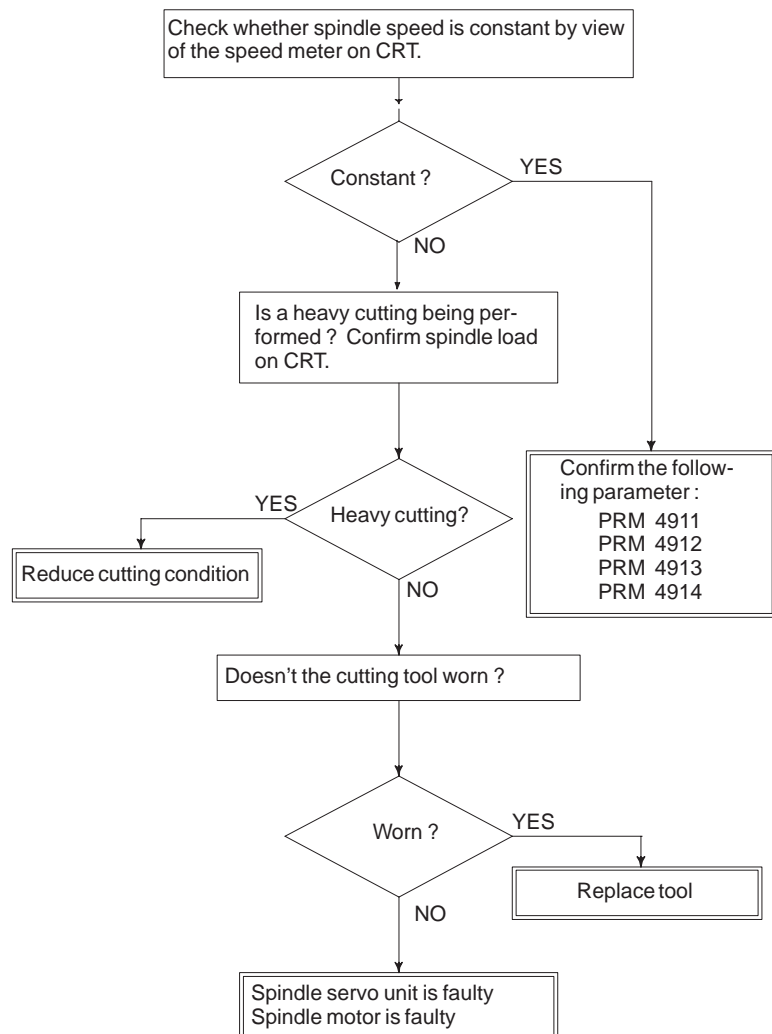 Check whether spindle speed is constant by view
of the speed meter on CRT.
Constant ?
YES
NO
Is a heavy cutting being per-
formed ? Confirm spindle load
on CRT.
Confirm the follow-
ing parameter :
PRM 4911
PRM 4912
PRM 4913
PRM 4914
YES
Heavy cutting?
Reduce cutting condition
NO
Doesn't the cutting tool worn ?
Worn ?
YES
Replace tool
NO
Spindle servo unit is faulty
Spindle motor is faulty